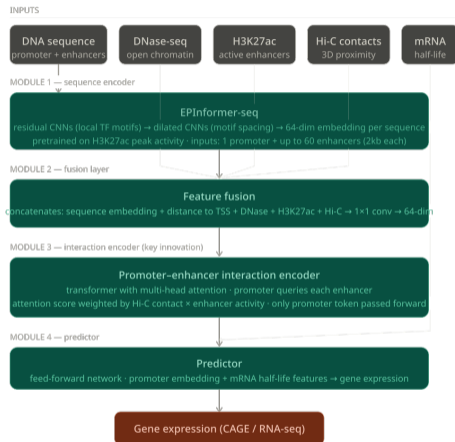 INPUTS
DNA sequence
promoter + enhancers
DNase-seq
open chromatin
H3K27ac
active enhancers
Hi-C contacts
3D proximity
mRNA
half-life
MODULE 1 — sequence encoder
EPInformer-seq
residual CNNs (local TF motifs) → dilated CNNs (motif spacing) → 64-dim embedding per sequence
pretrained on H3K27ac peak activity · inputs: 1 promoter + up to 60 enhancers (2kb each)
MODULE 2 — fusion layer
Feature fusion
concatenates: sequence embedding + distance to TSS + DNase + H3K27ac + Hi-C → 1×1 conv → 64-dim
MODULE 3 — interaction encoder (key innovation)
Promoter–enhancer interaction encoder
transformer with multi-head attention · promoter queries each enhancer
attention score weighted by Hi-C contact × enhancer activity · only promoter token passed forward
MODULE 4 — predictor
Predictor
feed-forward network · promoter embedding + mRNA half-life features → gene expression
Gene expression (CAGE / RNA-seq)